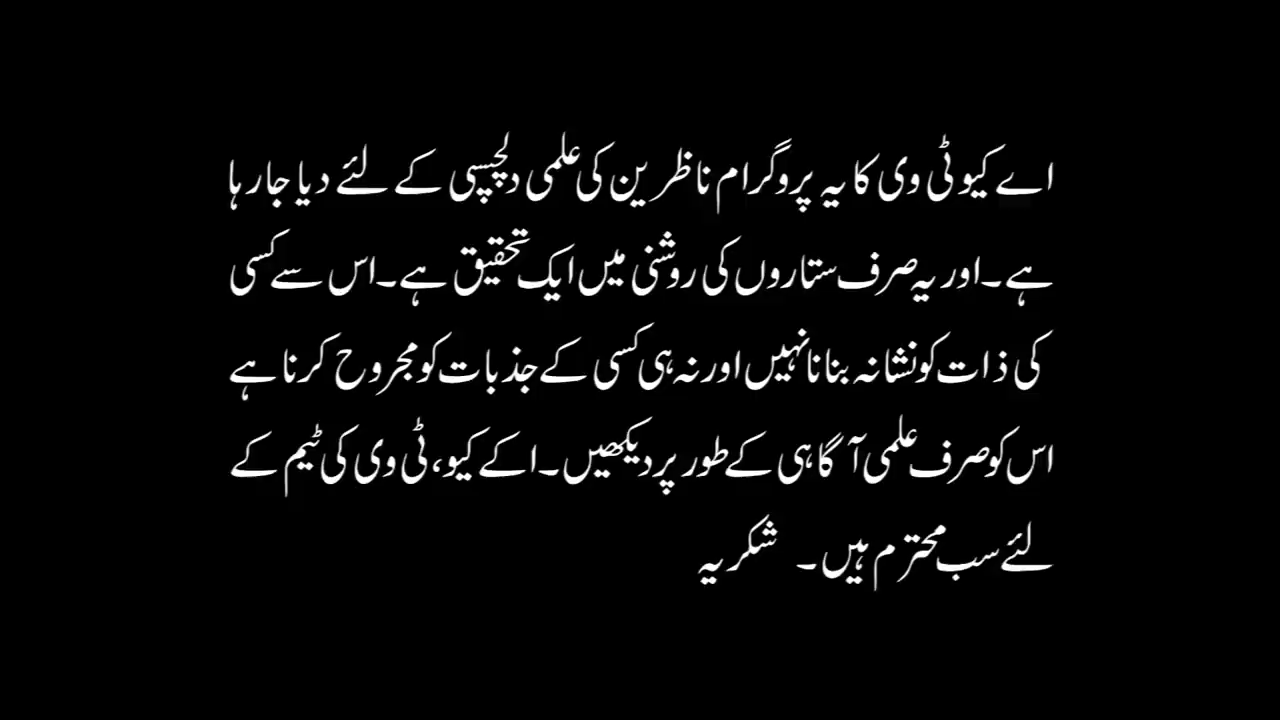 اے کیو ٹی وی کا یہ پروگرام ناظرین کی علمی دلچسپی کے لئے دیا جا رہا
ہے۔ اور یہ صرف ستاروں کی روشنی میں ایک تحقیق ہے۔ اس سے کسی
کی ذات کو نشانہ بنانا نہیں اور نہ ہی کسی کے جذبات کو مجروح کرنا ہے
اس کو صرف علمی آگاہی کے طور پر دیکھیں۔ اکے کیو، ٹی وی کی ٹیم کے
لئے سب محترم ہیں۔ شکریہ